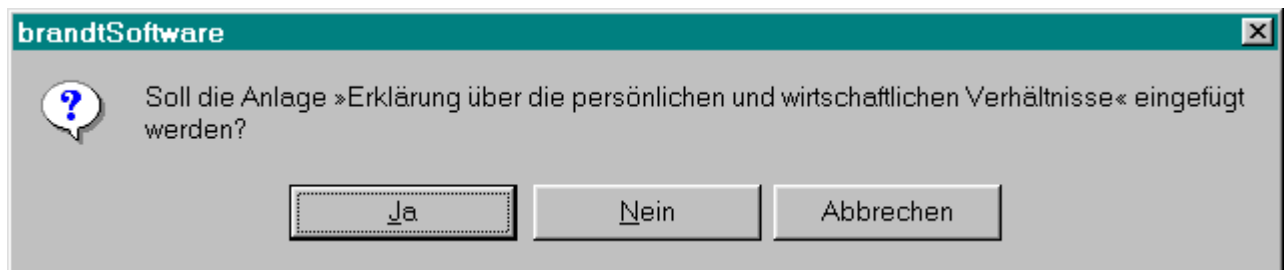 brandtSoftware
Soll die Anlage »Erklärung über die persönlichen und wirtschaftlichen Verhältnisse« eingefügt
werden?
Ja
Nein
Abbrechen